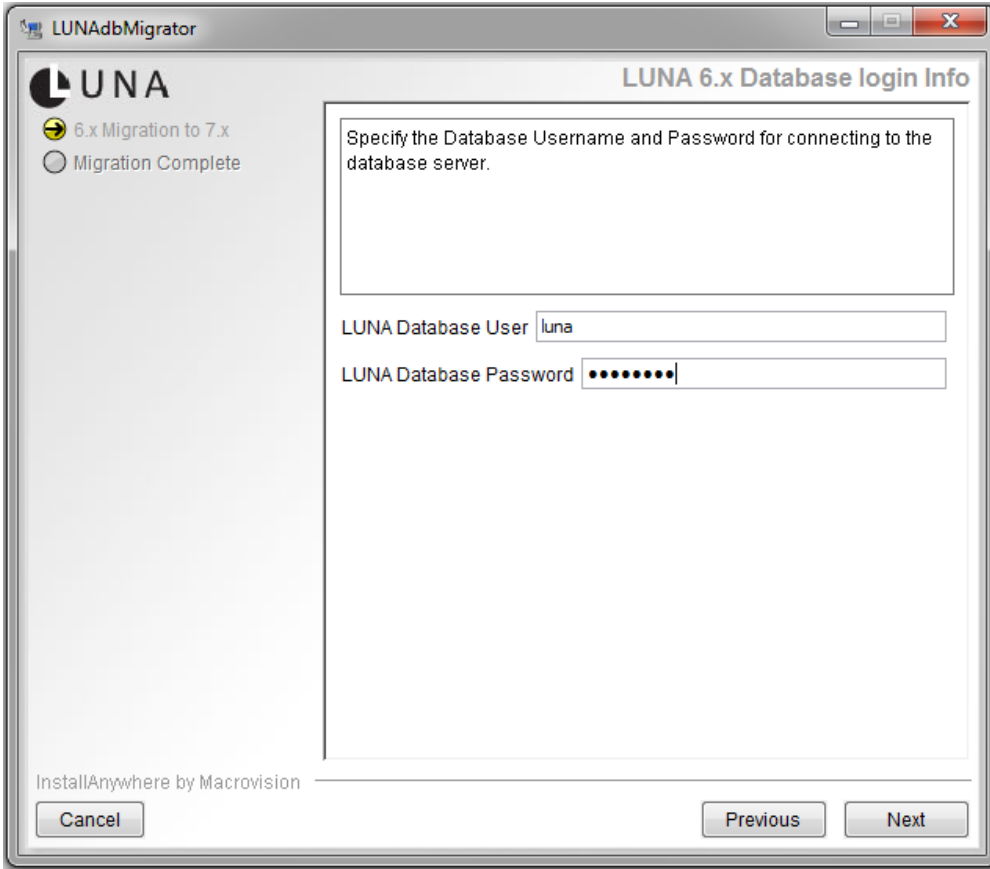 LUNAdbMigrator
LUNA
LUNA 6.x Database login Info
6.x Migration to 7.x
Migration Complete
Specify the Database Username and Password for connecting to the
database server.
LUNA Database User luna
LUNA Database Password ●●●●●●●●
InstallAnywhere by Macrovision
Cancel Previous Next